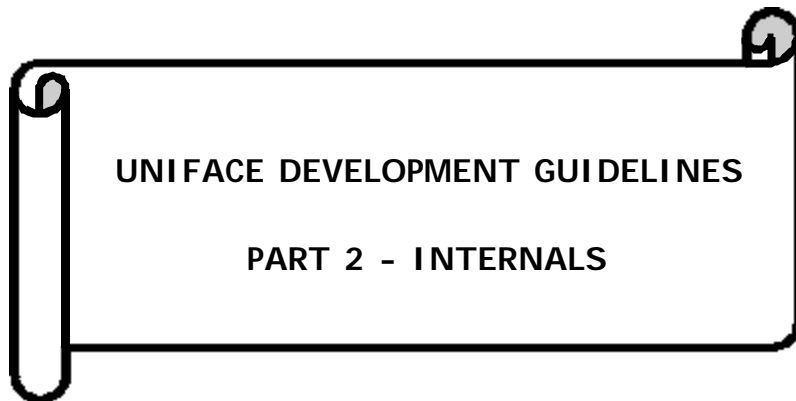 UNIFACE DEVELOPMENT GUIDELINES
PART 2 - INTERNALS